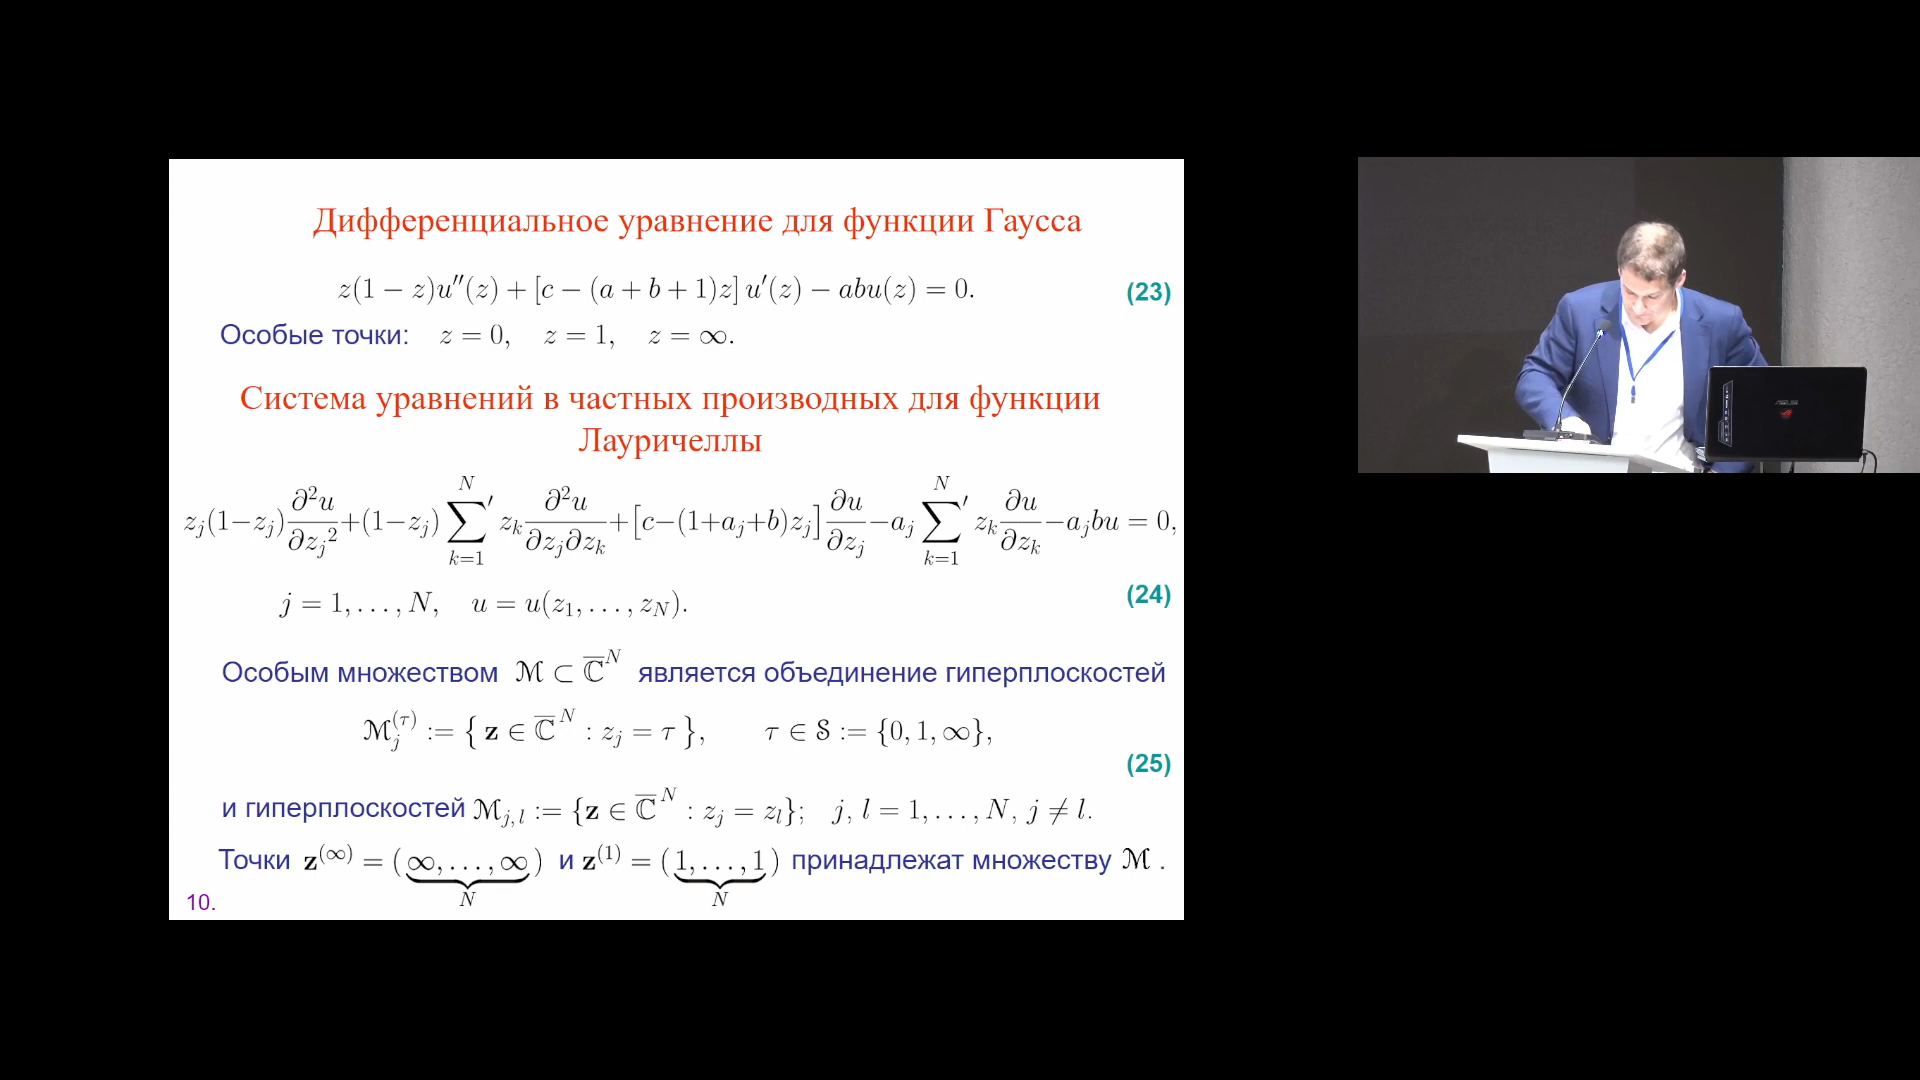 Дифференциальное уравнение для функции Гаусса
z(1 − z)u″(z) + [c − (a + b + 1)z] u′(z) − abu(z) = 0. (23)
Особые точки: z = 0, z = 1, z = ∞.
Система уравнений в частных производных для функции
Лауричеллы
z_j(1−z_j) ∂²u/∂z_j² + (1−z_j) ∑′_{k=1}^{N} z_k ∂²u/∂z_j∂z_k + [c−(1+a_j+b)z_j] ∂u/∂z_j − a_j ∑′_{k=1}^{N} z_k ∂u/∂z_k − a_j bu = 0,
j = 1, . . . , N, u = u(z_1, . . . , z_N). (24)
Особым множеством ℳ ⊂ ℂ̅^N является объединение гиперплоскостей
ℳ_j^{(τ)} := { z ∈ ℂ̅^N : z_j = τ }, τ ∈ 𝒮 := {0, 1, ∞},
(25)
и гиперплоскостей ℳ_{j, l} := {z ∈ ℂ̅^N : z_j = z_l}; j, l = 1, . . . , N, j ≠ l.
Точки z^{(∞)} = (∞, . . . , ∞) и z^{(1)} = (1, . . . , 1) принадлежат множеству ℳ .
N N
10.